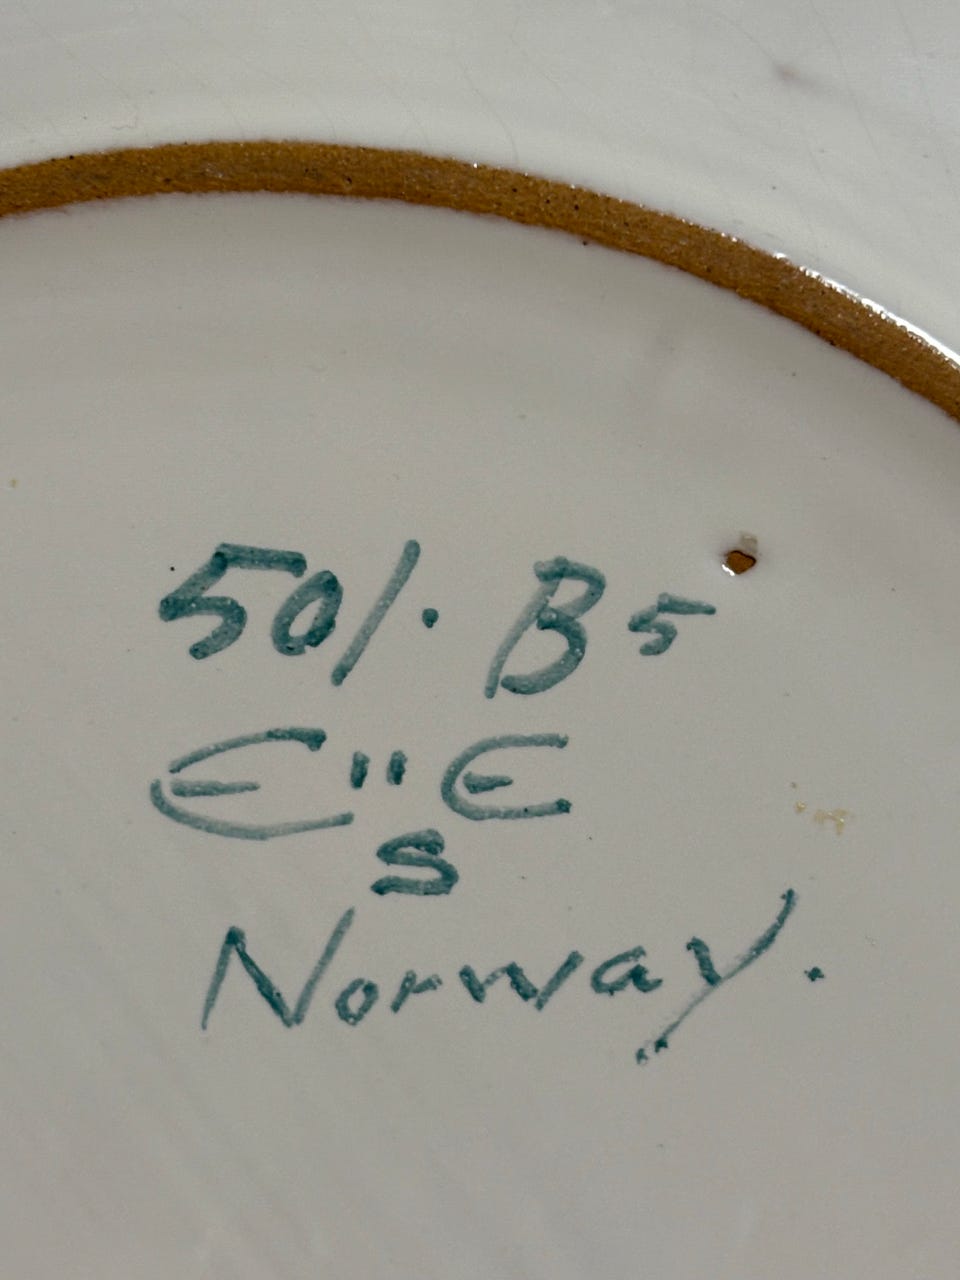 50/. B5
E"E
S
Norway.